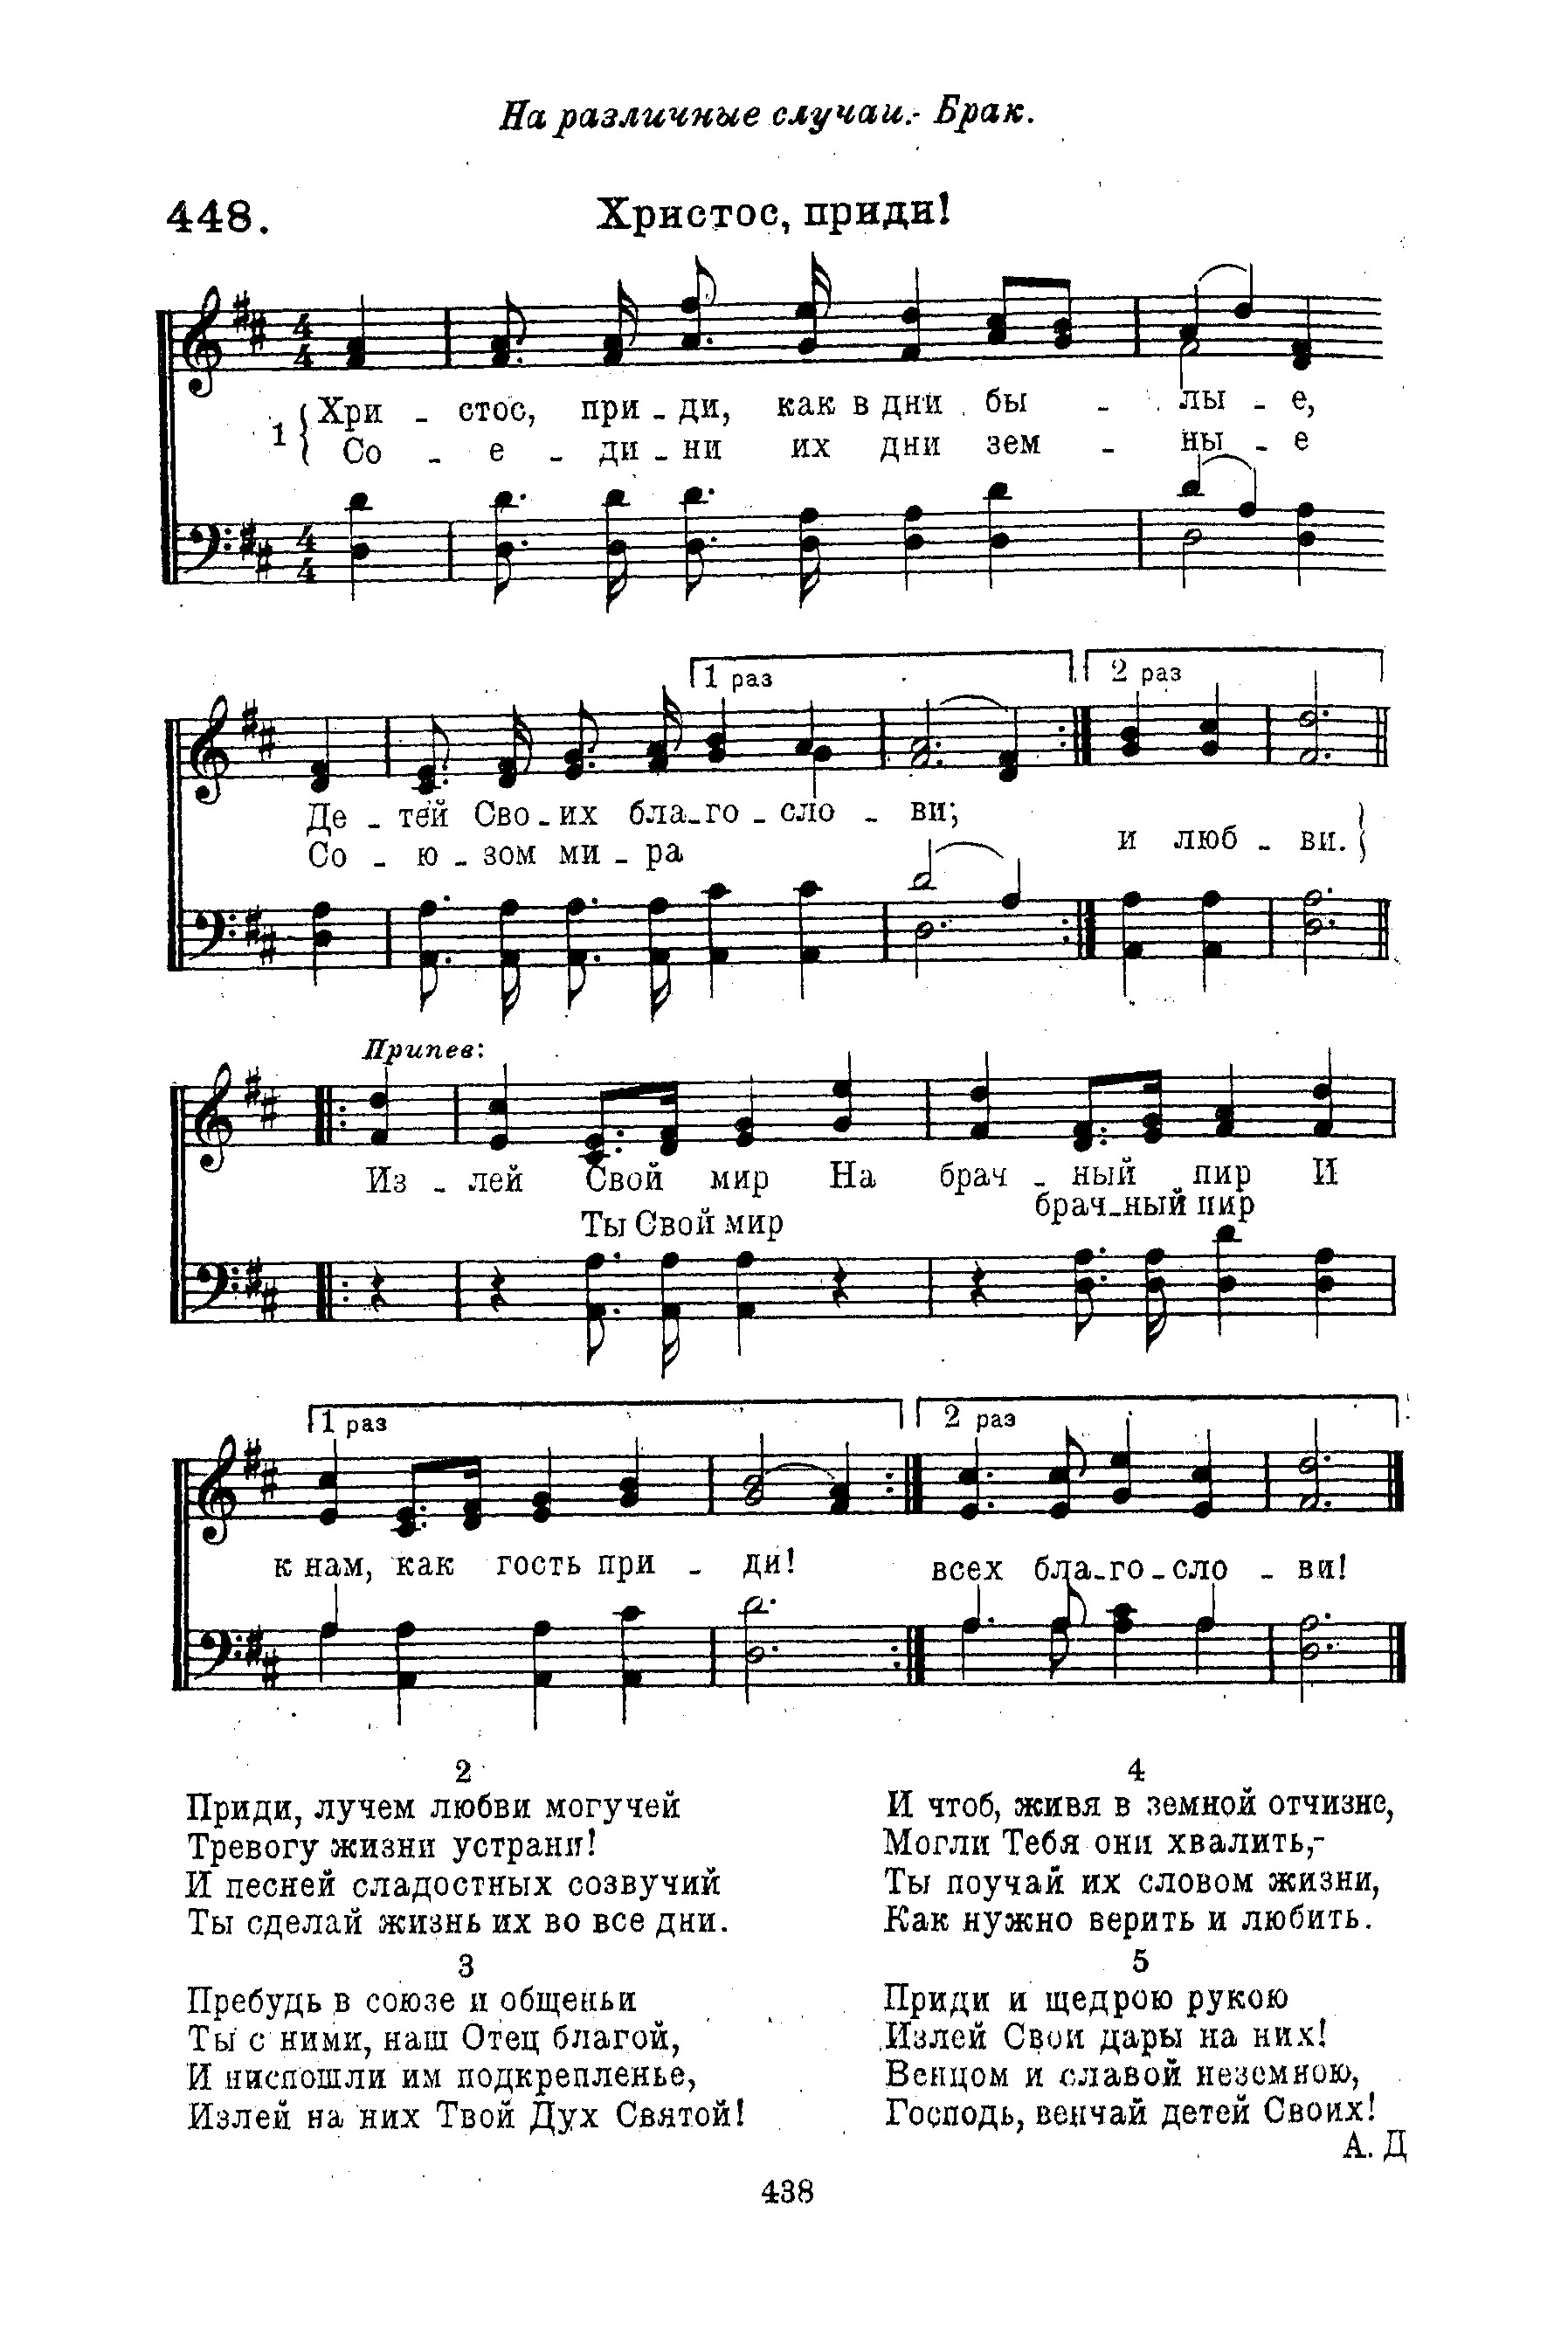 На различные случаи.- Брак.
448. Христос, приди!
1 Хри - стос, при - ди, как в дни бы - лы - е,
Со - е - ди - ни их дни зем - ны - е
1 раз 2 раз
Де - тей Сво - их бла - го - сло - ви;
Со - ю - зом ми - ра и люб - ви.
Припев:
Из - лей Свой мир На брач - ный пир И
Ты Свой мир брач - ный пир
1 раз 2 раз
к нам, как гость при - ди! всех бла - го - сло - ви!
2
Приди, лучем любви могучей
Тревогу жизни устрани!
И песней сладостных созвучий
Ты сделай жизнь их во все дни.
3
Пребудь в союзе и общеньи
Ты с ними, наш Отец благой,
И ниспошли им подкрепленье,
Излей на них Твой Дух Святой!
4
И чтоб, живя в земной отчизне,
Могли Тебя они хвалить,-
Ты поучай их словом жизни,
Как нужно верить и любить.
5
Приди и щедрою рукою
Излей Свои дары на них!
Венцом и славой неземною,
Господь, венчай детей Своих!
А. Д
438